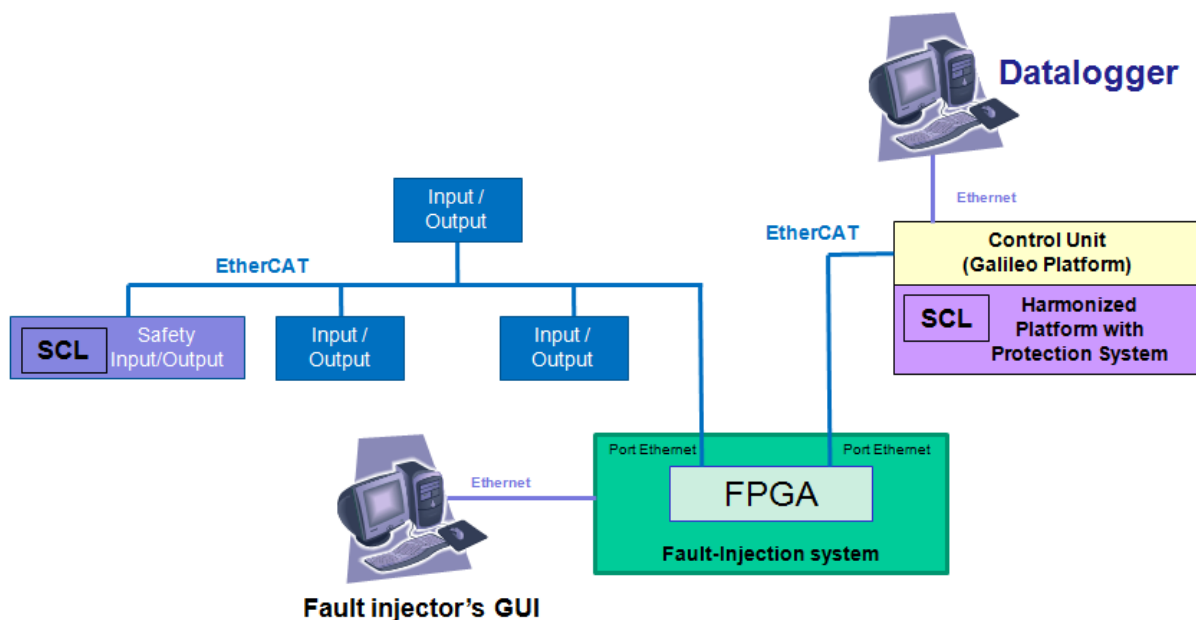 Datalogger
Ethernet
Input /
Output
EtherCAT
EtherCAT
Control Unit
(Galileo Platform)
SCL
Safety
Input/Output
Input /
Output
Input /
Output
SCL
Harmonized
Platform with
Protection System
Port Ethernet
Port Ethernet
Ethernet
FPGA
Fault-Injection system
Fault injector's GUI